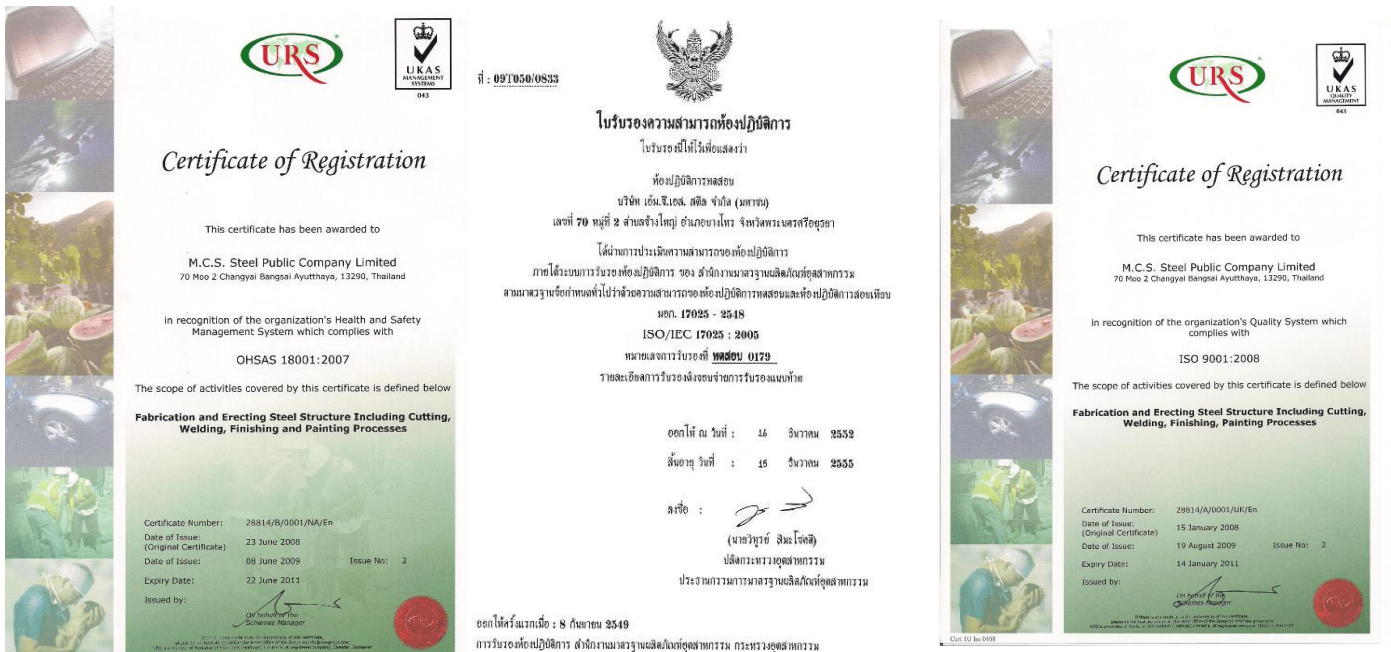 URS
UKAS
MANAGEMENT
SYSTEMS
043
Certificate of Registration
This certificate has been awarded to
M.C.S. Steel Public Company Limited
70 Moo 2 Changyai Bangsai Ayutthaya, 13290, Thailand
in recognition of the organization's Health and Safety
Management System which complies with
OHSAS 18001:2007
The scope of activities covered by this certificate is defined below
Fabrication and Erecting Steel Structure Including Cutting,
Welding, Finishing and Painting Processes
Certificate Number: 28814/B/0001/NA/En
Date of Issue:
(Original Certificate) 23 June 2008
Date of Issue: 08 June 2009 Issue No: 2
Expiry Date: 22 June 2011
Issued by:
On behalf of the
Schemes Manager
ที่ : 09T050/0833
ใบรับรองความสามารถห้องปฏิบัติการ
ใบรับรองนี้ให้ไว้เพื่อแสดงว่า
ห้องปฏิบัติการทดสอบ
บริษัท เอ็ม.ซี.เอส. สตีล จำกัด (มหาชน)
เลขที่ 70 หมู่ที่ 2 ตำบลช้างใหญ่ อำเภอบางไทร จังหวัดพระนครศรีอยุธยา
ได้ผ่านการประเมินความสามารถของห้องปฏิบัติการ
ภายใต้ระบบการรับรองห้องปฏิบัติการ ของ สำนักงานมาตรฐานผลิตภัณฑ์อุตสาหกรรม
ตามมาตรฐานข้อกำหนดทั่วไปว่าด้วยความสามารถของห้องปฏิบัติการทดสอบและห้องปฏิบัติการสอบเทียบ
มอก. 17025 - 2548
ISO/IEC 17025 : 2005
หมายเลขการรับรองที่ ทดสอบ 0179
รายละเอียดการรับรองดังขอบข่ายการรับรองแนบท้าย
ออกให้ ณ วันที่ : 16 ธันวาคม 2552
สิ้นอายุ วันที่ : 15 ธันวาคม 2555
ลงชื่อ :
(นายวิฑูรย์ สิมะโชคดี)
ปลัดกระทรวงอุตสาหกรรม
ประธานกรรมการมาตรฐานผลิตภัณฑ์อุตสาหกรรม
ออกให้ครั้งแรกเมื่อ : 8 กันยายน 2549
การรับรองห้องปฏิบัติการ สำนักงานมาตรฐานผลิตภัณฑ์อุตสาหกรรม กระทรวงอุตสาหกรรม
URS
UKAS
QUALITY
MANAGEMENT
043
Certificate of Registration
This certificate has been awarded to
M.C.S. Steel Public Company Limited
70 Moo 2 Changyai Bangsai Ayutthaya, 13290, Thailand
in recognition of the organization's Quality System which
complies with
ISO 9001:2008
The scope of activities covered by this certificate is defined below
Fabrication and Erecting Steel Structure Including Cutting,
Welding, Finishing, Painting Processes
Certificate Number: 28814/A/0001/UK/En
Date of Issue:
(Original Certificate) 15 January 2008
Date of Issue: 19 August 2009 Issue No: 2
Expiry Date: 14 January 2011
Issued by:
On behalf of the
Schemes Manager